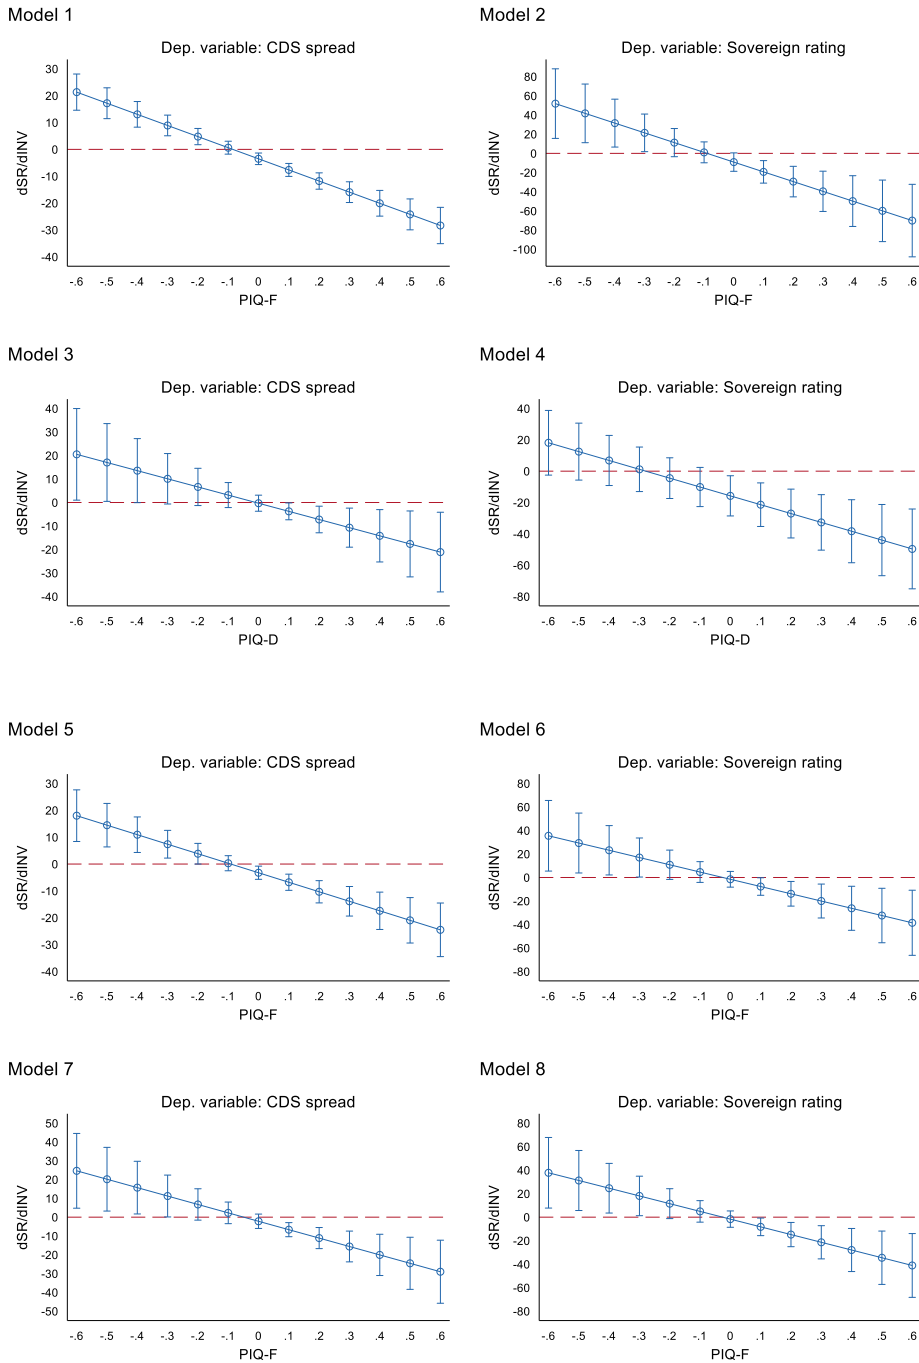 Model 1
Dep. variable: CDS spread
dSR/dINV
30
20
10
0
-10
-20
-30
-40
-.6 -.5 -.4 -.3 -.2 -.1 0 .1 .2 .3 .4 .5 .6
PIQ-F
Model 2
Dep. variable: Sovereign rating
dSR/dINV
80
60
40
20
0
-20
-40
-60
-80
-100
-.6 -.5 -.4 -.3 -.2 -.1 0 .1 .2 .3 .4 .5 .6
PIQ-F
Model 3
Dep. variable: CDS spread
dSR/dINV
40
30
20
10
0
-10
-20
-30
-40
-.6 -.5 -.4 -.3 -.2 -.1 0 .1 .2 .3 .4 .5 .6
PIQ-D
Model 4
Dep. variable: Sovereign rating
dSR/dINV
40
20
0
-20
-40
-60
-80
-.6 -.5 -.4 -.3 -.2 -.1 0 .1 .2 .3 .4 .5 .6
PIQ-D
Model 5
Dep. variable: CDS spread
dSR/dINV
30
20
10
0
-10
-20
-30
-40
-.6 -.5 -.4 -.3 -.2 -.1 0 .1 .2 .3 .4 .5 .6
PIQ-F
Model 6
Dep. variable: Sovereign rating
dSR/dINV
80
60
40
20
0
-20
-40
-60
-80
-.6 -.5 -.4 -.3 -.2 -.1 0 .1 .2 .3 .4 .5 .6
PIQ-F
Model 7
Dep. variable: CDS spread
dSR/dINV
50
40
30
20
10
0
-10
-20
-30
-40
-50
-.6 -.5 -.4 -.3 -.2 -.1 0 .1 .2 .3 .4 .5 .6
PIQ-F
Model 8
Dep. variable: Sovereign rating
dSR/dINV
80
60
40
20
0
-20
-40
-60
-80
-.6 -.5 -.4 -.3 -.2 -.1 0 .1 .2 .3 .4 .5 .6
PIQ-F